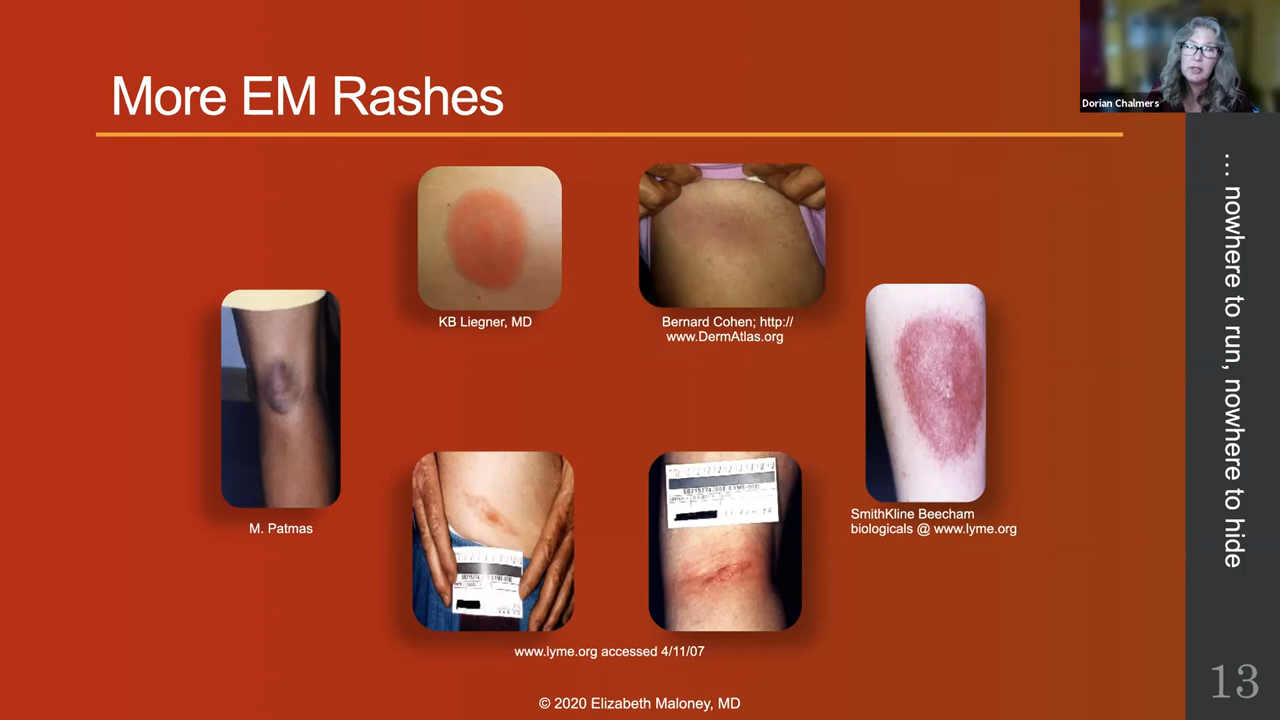 More EM Rashes
Dorian Chalmers
KB Liegner, MD
Bernard Cohen; http://
www.DermAtlas.org
M. Patmas
SmithKline Beecham
biologicals @ www.lyme.org
www.lyme.org accessed 4/11/07
© 2020 Elizabeth Maloney, MD
... nowhere to run, nowhere to hide
13